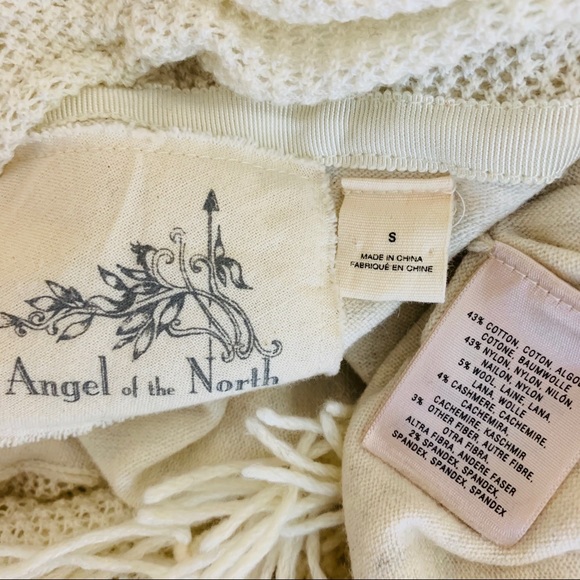 Angel of the North
S
MADE IN CHINA
FABRIQUÉ EN CHINE
43% COTTON, COTON, ALGO
COTONE, BAUMWOLLE
43% NYLON, NYLON, NILÓN,
NAILON, NYLON
5% WOOL, LAINE, LANA,
LANA, WOLLE
4% CASHMERE, CACHEMIRE,
CACHEMIRA,
CACHEMIRE, KASCHMIR
3% OTHER FIBER, AUTRE FIBRE,
OTRA FIBRA,
ALTRA FIBRA, ANDERE FASER
2% SPANDEX, SPANDEX,
SPANDEX, SPANDEX, SPANDEX